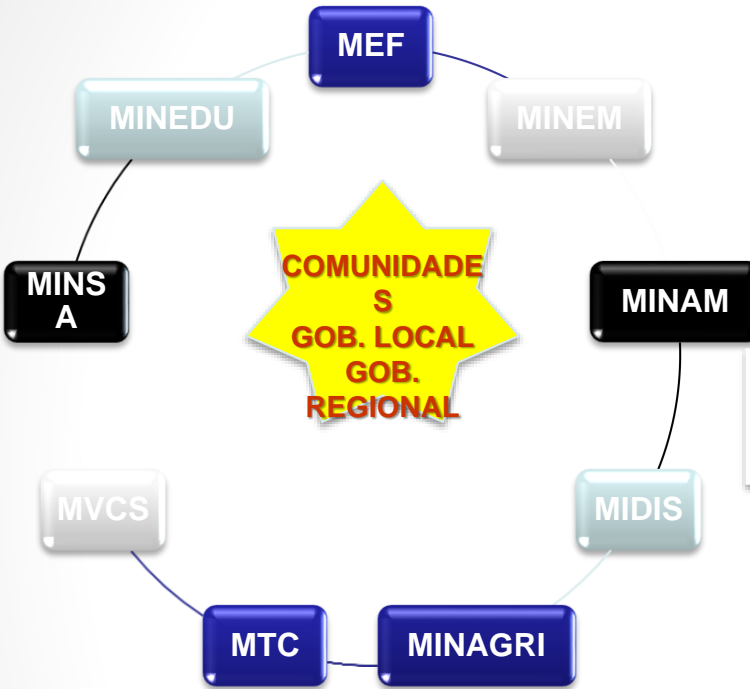 MEF
MINEDU
MINEM
COMUNIDADE
S
GOB. LOCAL
GOB.
REGIONAL
MINS
A
MINAM
MVCS
MIDIS
MTC
MINAGRI